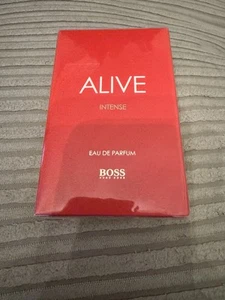 ALIVE
INTENSE
EAU DE PARFUM
BOSS
HUGO BOSS